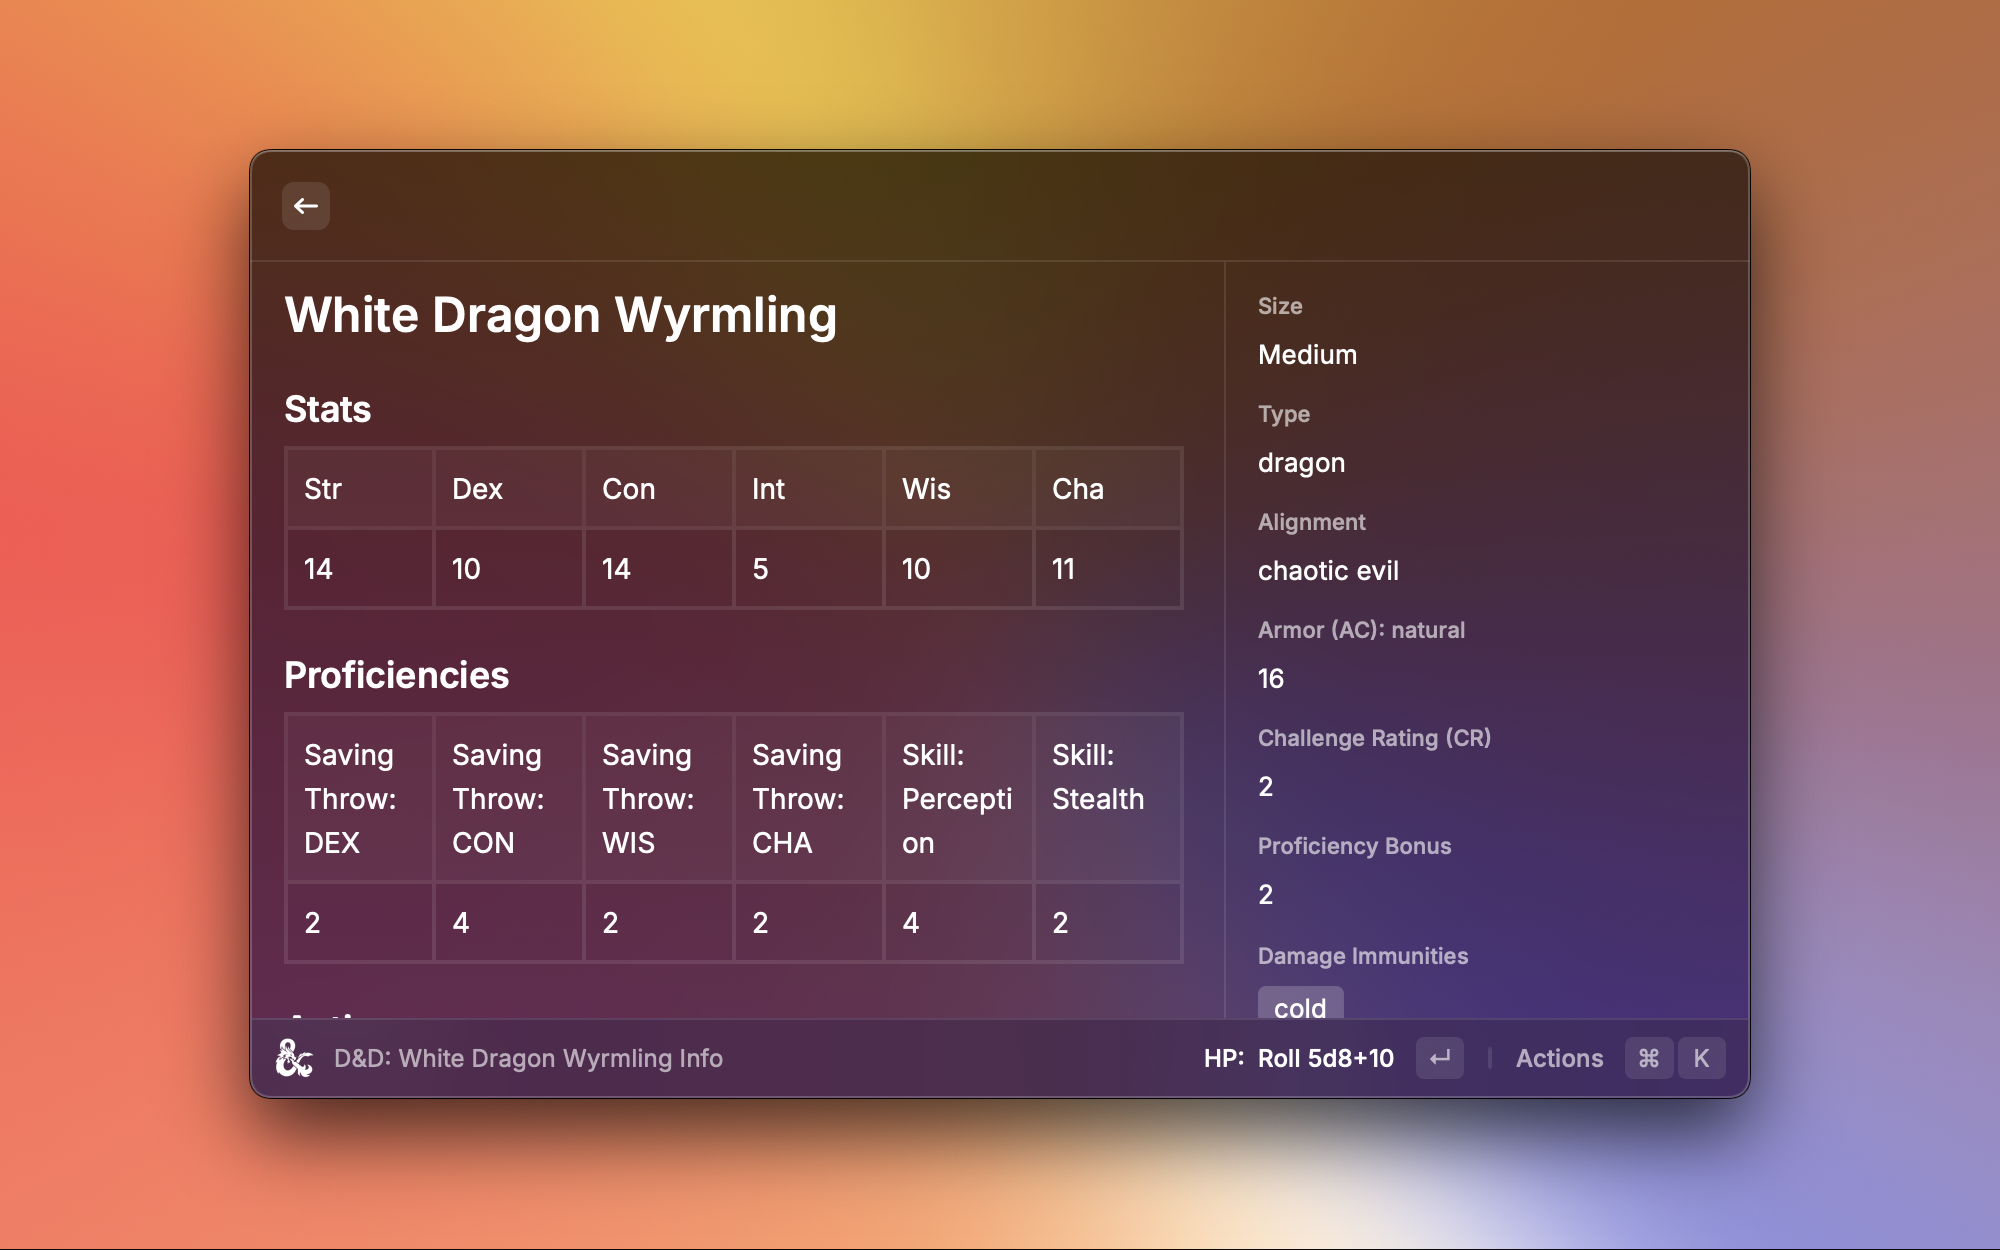 White Dragon Wyrmling
Stats
Str Dex Con Int Wis Cha
14 10 14 5 10 11
Proficiencies
Saving Throw: DEX
Saving Throw: CON
Saving Throw: WIS
Saving Throw: CHA
Skill: Percepti
on
Skill: Stealth
2 4 2 2 4 2
Size
Medium
Type
dragon
Alignment
chaotic evil
Armor (AC): natural
16
Challenge Rating (CR)
2
Proficiency Bonus
2
Damage Immunities
cold
D&D: White Dragon Wyrmling Info
HP: Roll 5d8+10 ↵ Actions ⌘ K